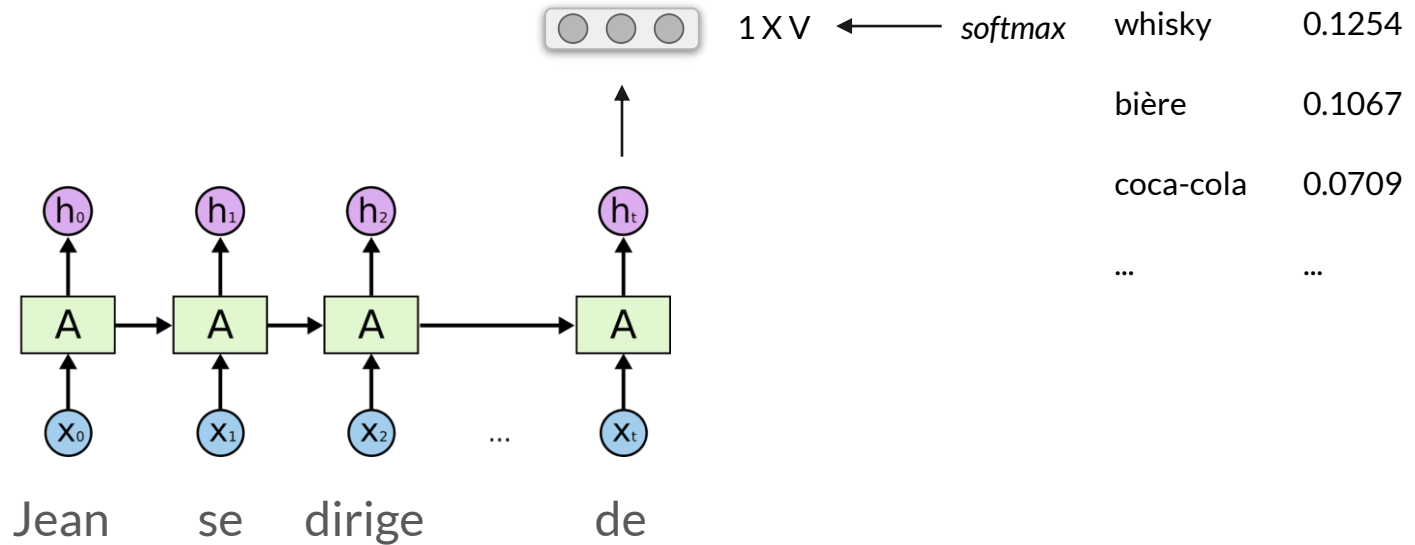 1 X V softmax whisky 0.1254
bière 0.1067
coca-cola 0.0709
... ...
h₀ h₁ h₂ hₜ
A A A A
x₀ x₁ x₂ ... xₜ
Jean se dirige de